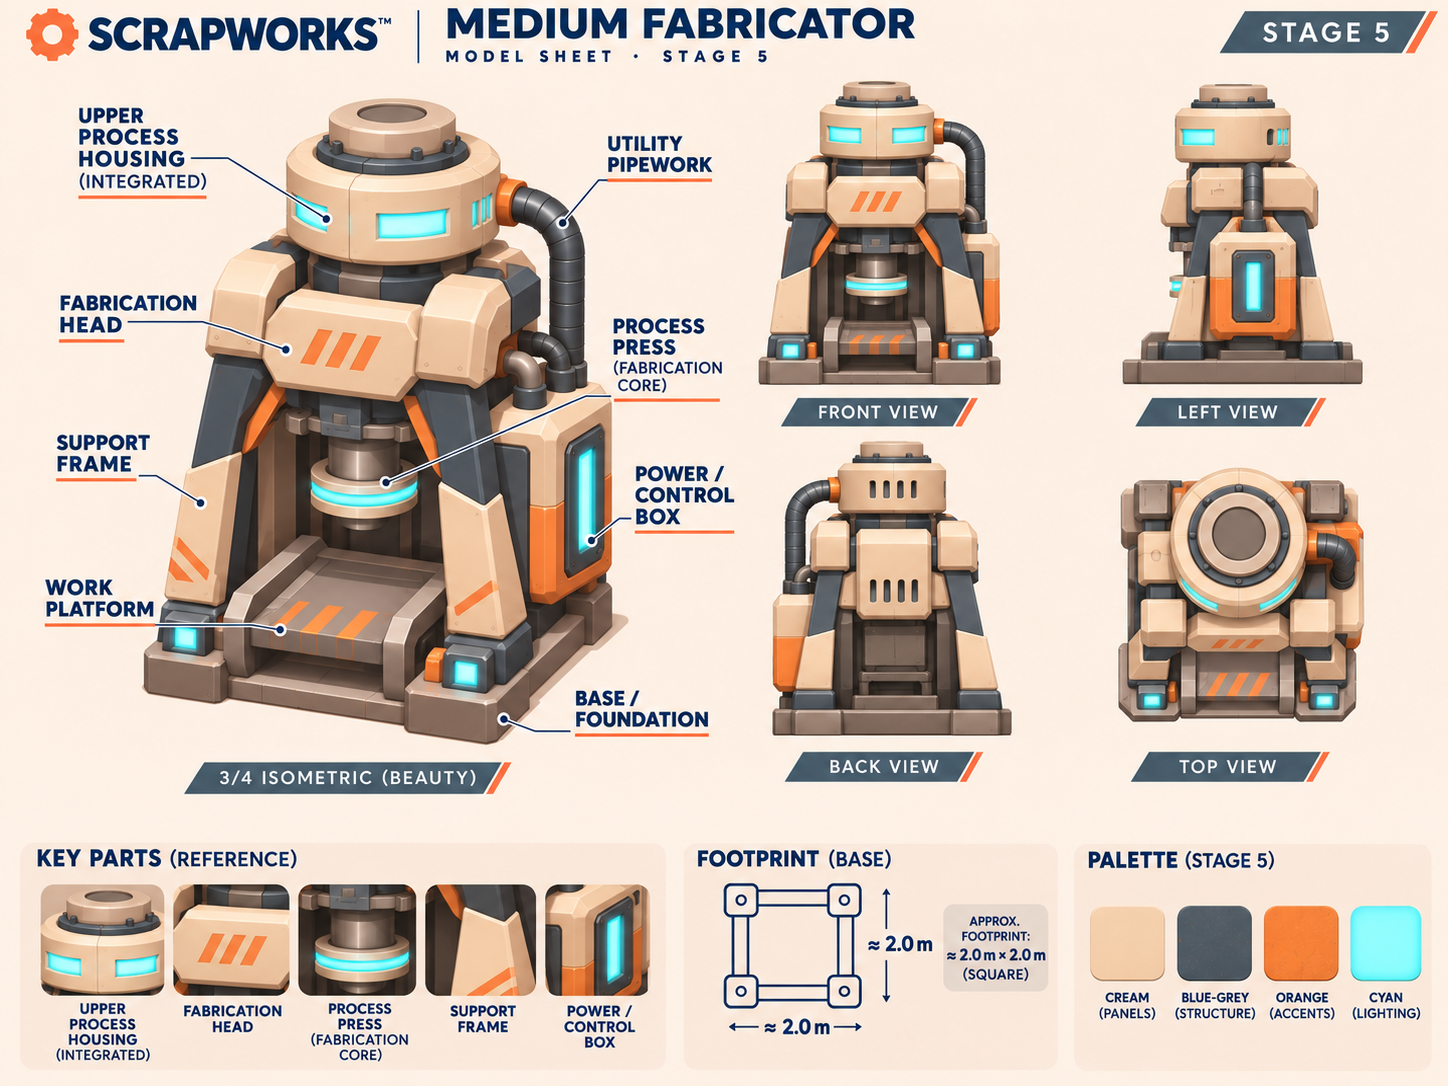 SCRAPWORKS™
MEDIUM FABRICATOR
MODEL SHEET · STAGE 5
STAGE 5
UPPER
PROCESS
HOUSING
(INTEGRATED)
FABRICATION
HEAD
SUPPORT
FRAME
WORK
PLATFORM
UTILITY
PIPEWORK
PROCESS
PRESS
(FABRICATION
CORE)
POWER /
CONTROL
BOX
BASE /
FOUNDATION
3/4 ISOMETRIC (BEAUTY)
FRONT VIEW
LEFT VIEW
BACK VIEW
TOP VIEW
KEY PARTS (REFERENCE)
UPPER
PROCESS
HOUSING
(INTEGRATED)
FABRICATION
HEAD
PROCESS
PRESS
(FABRICATION
CORE)
SUPPORT
FRAME
POWER /
CONTROL
BOX
FOOTPRINT (BASE)
≈ 2.0 m
≈ 2.0 m
APPROX.
FOOTPRINT:
≈ 2.0 m × 2.0 m
(SQUARE)
PALETTE (STAGE 5)
CREAM
(PANELS)
BLUE-GREY
(STRUCTURE)
ORANGE
(ACCENTS)
CYAN
(LIGHTING)